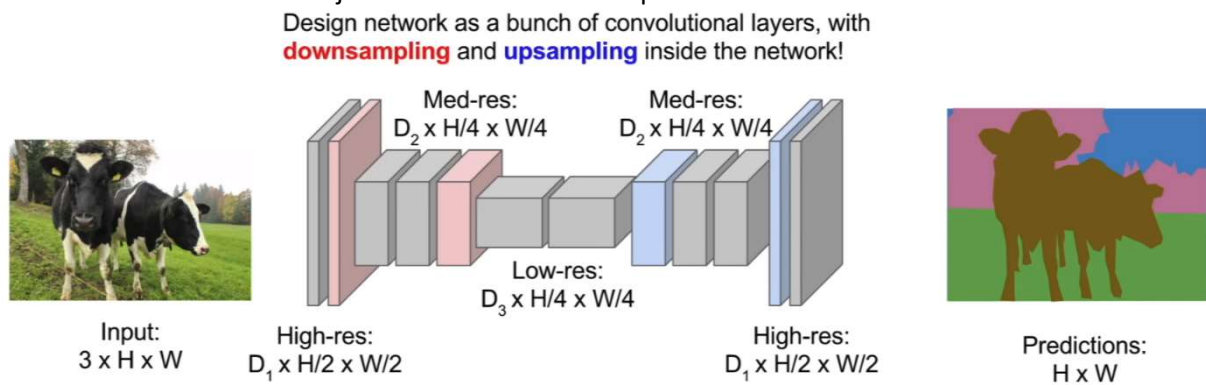 Design network as a bunch of convolutional layers, with
downsampling and upsampling inside the network!
Med-res:
D₂ x H/4 x W/4
Med-res:
D₂ x H/4 x W/4
Low-res:
D₃ x H/4 x W/4
Input:
3 x H x W
High-res:
D₁ x H/2 x W/2
High-res:
D₁ x H/2 x W/2
Predictions:
H x W